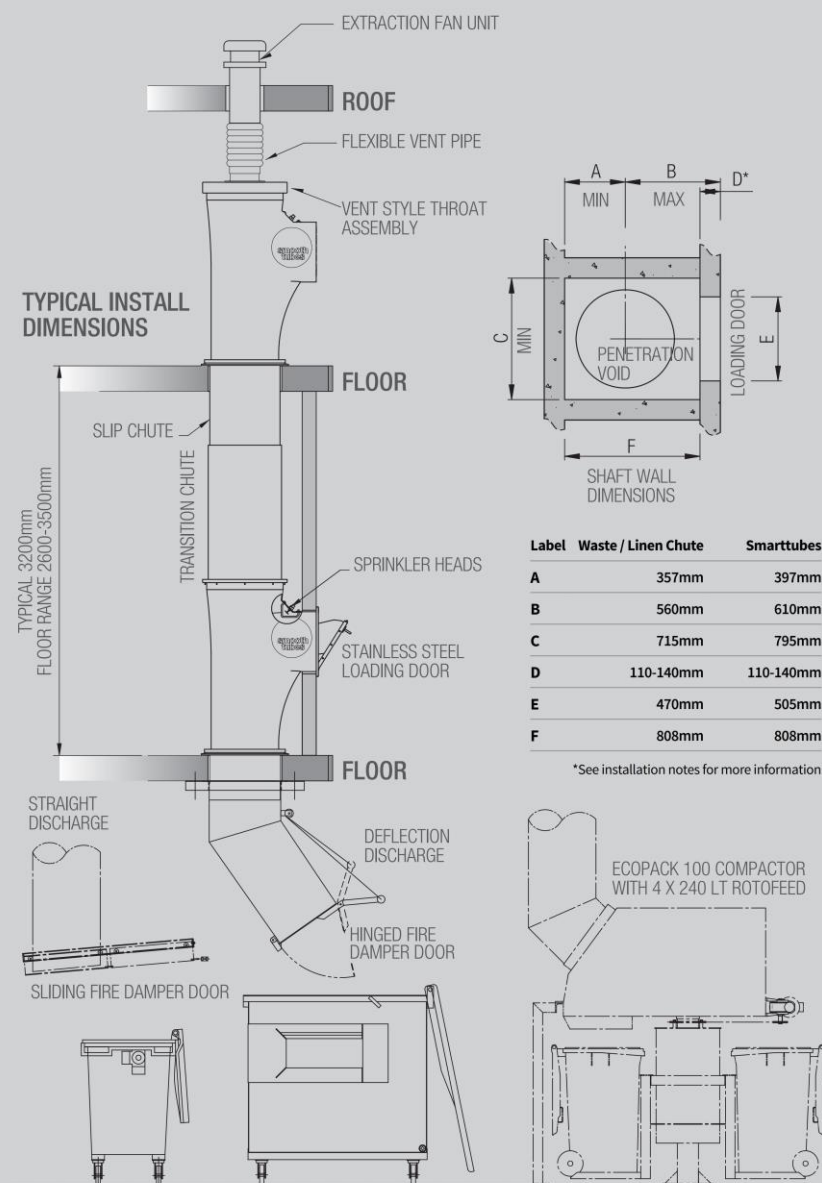 EXTRACTION FAN UNIT
ROOF
FLEXIBLE VENT PIPE
VENT STYLE THROAT
ASSEMBLY
smooth
tubes
TYPICAL INSTALL
DIMENSIONS
FLOOR
SLIP CHUTE
TRANSITION CHUTE
TYPICAL 3200mm
FLOOR RANGE 2600-3500mm
SPRINKLER HEADS
smooth
tubes
STAINLESS STEEL
LOADING DOOR
FLOOR
STRAIGHT
DISCHARGE
DEFLECTION
DISCHARGE
HINGED FIRE
DAMPER DOOR
SLIDING FIRE DAMPER DOOR
A
B
D*
MIN
MAX
C
MIN
PENETRATION
VOID
LOADING DOOR
E
F
SHAFT WALL
DIMENSIONS
Label Waste / Linen Chute Smarttubes
A 357mm 397mm
B 560mm 610mm
C 715mm 795mm
D 110-140mm 110-140mm
E 470mm 505mm
F 808mm 808mm
*See installation notes for more information
ECOPACK 100 COMPACTOR
WITH 4 X 240 LT ROTOFEED